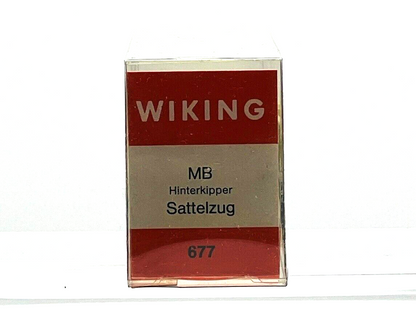 WIKING
MB
Hinterkipper
Sattelzug
677